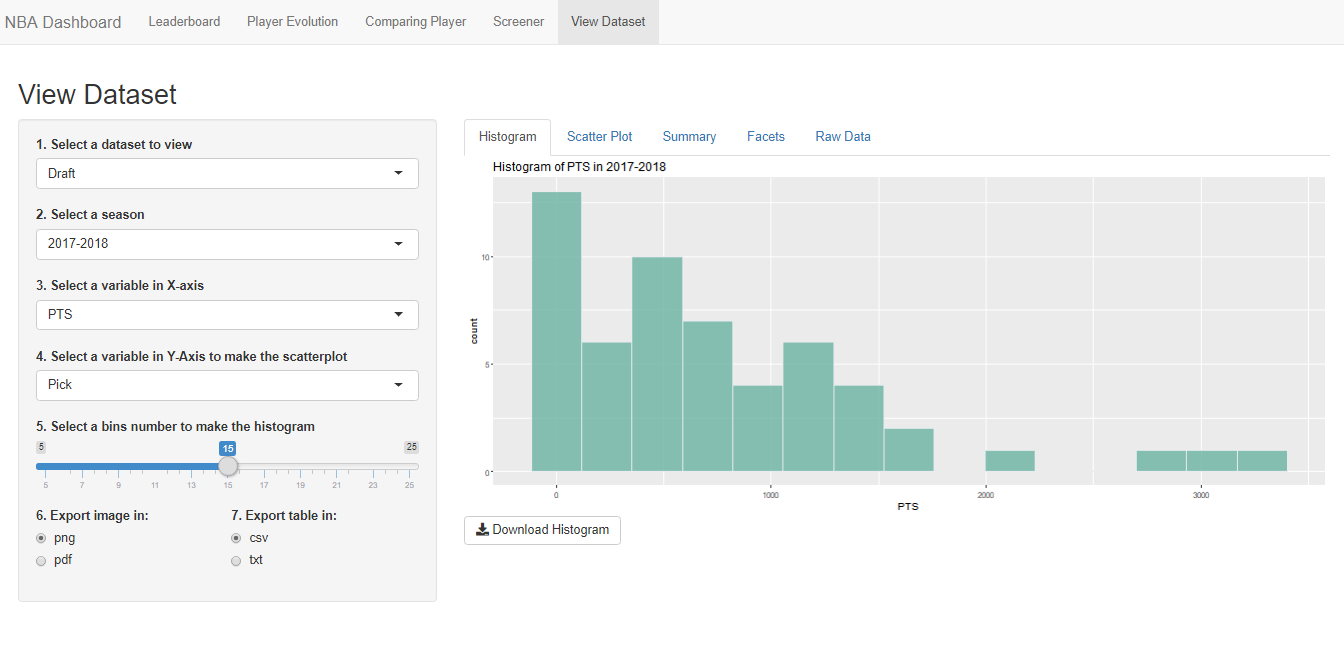 NBA Dashboard Leaderboard Player Evolution Comparing Player Screener View Dataset
View Dataset
1. Select a dataset to view
Draft
2. Select a season
2017-2018
3. Select a variable in X-axis
PTS
4. Select a variable in Y-Axis to make the scatterplot
Pick
5. Select a bins number to make the histogram
5 15 25
5 7 9 11 13 15 17 19 21 23 25
6. Export image in: 7. Export table in:
png csv
pdf txt
Histogram Scatter Plot Summary Facets Raw Data
Histogram of PTS in 2017-2018
count
10
5
0
0 1000 2000 3000
PTS
Download Histogram